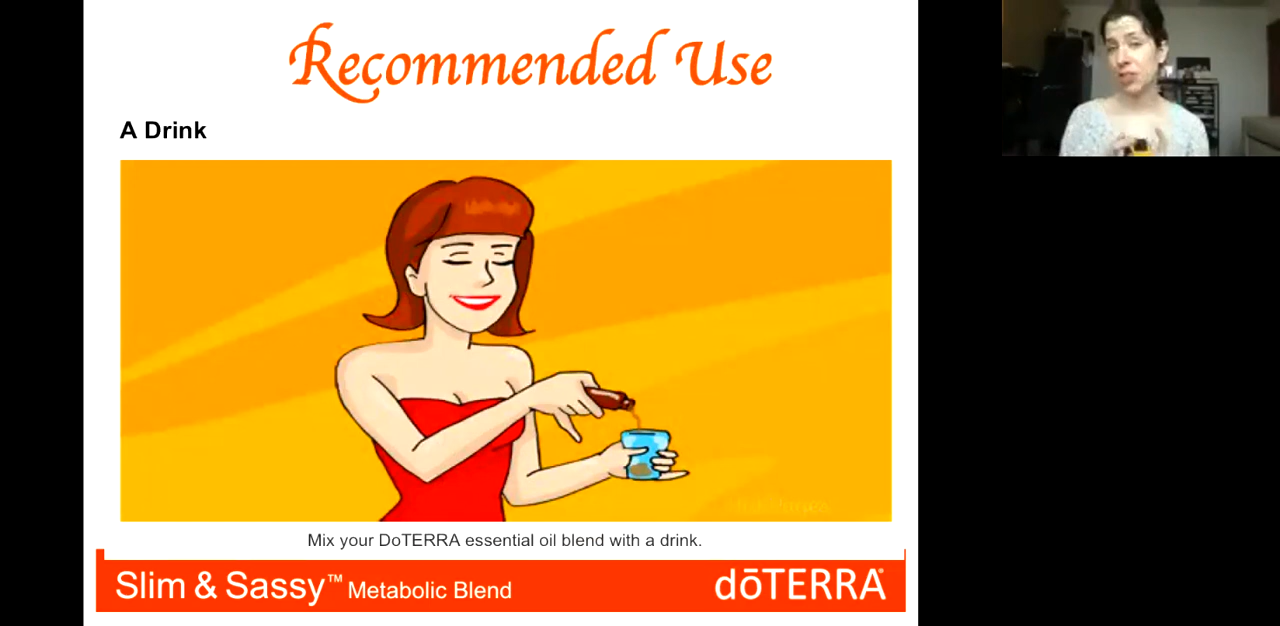 Recommended Use
A Drink
Mix your DoTERRA essential oil blend with a drink.
Slim & Sassy™ Metabolic Blend
dōTERRA®